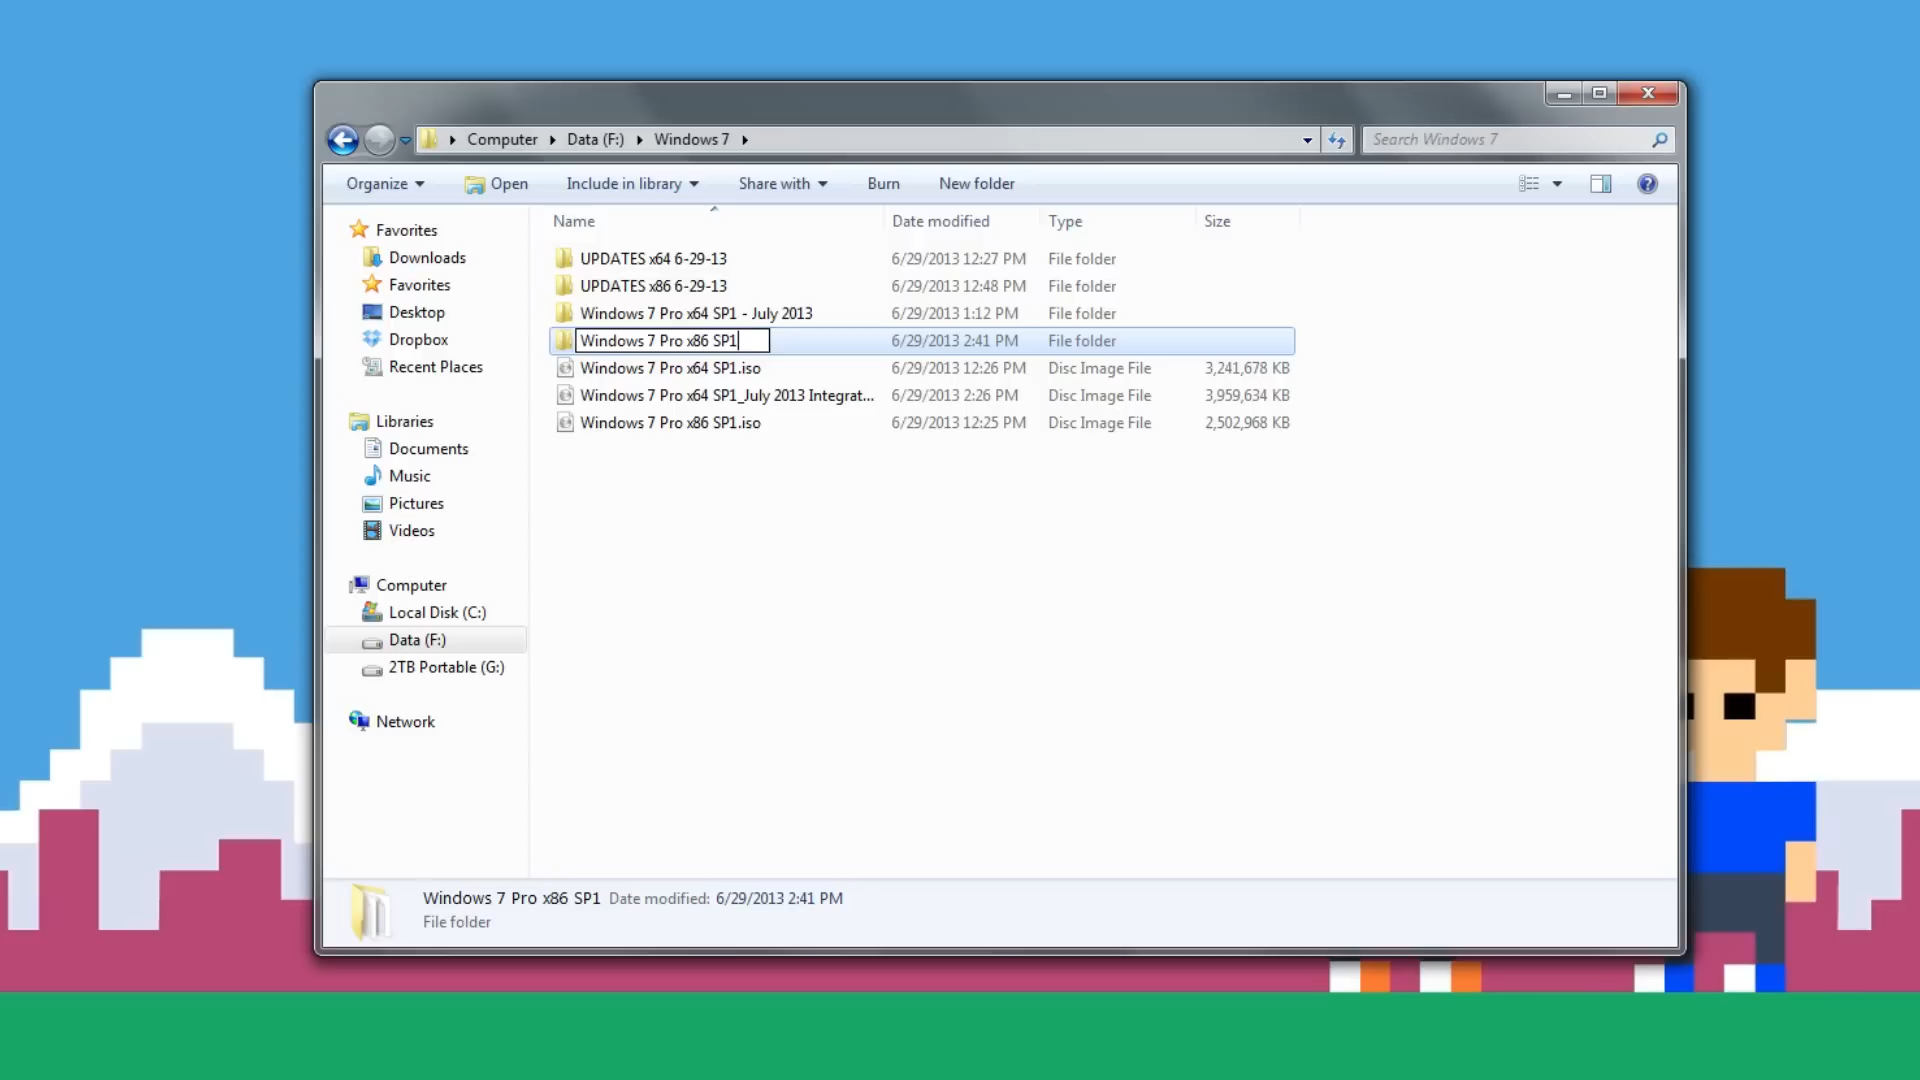 Computer Data (F:) Windows 7
Search Windows 7
Organize Open Include in library Share with Burn New folder
Name Date modified Type Size
UPDATES x64 6-29-13 6/29/2013 12:27 PM File folder
UPDATES x86 6-29-13 6/29/2013 12:48 PM File folder
Windows 7 Pro x64 SP1 - July 2013 6/29/2013 1:12 PM File folder
Windows 7 Pro x86 SP1 6/29/2013 2:41 PM File folder
Windows 7 Pro x64 SP1.iso 6/29/2013 12:26 PM Disc Image File 3,241,678 KB
Windows 7 Pro x64 SP1_July 2013 Integrat... 6/29/2013 2:26 PM Disc Image File 3,959,634 KB
Windows 7 Pro x86 SP1.iso 6/29/2013 12:25 PM Disc Image File 2,502,968 KB
Favorites
Downloads
Favorites
Desktop
Dropbox
Recent Places
Libraries
Documents
Music
Pictures
Videos
Computer
Local Disk (C:)
Data (F:)
2TB Portable (G:)
Network
Windows 7 Pro x86 SP1 Date modified: 6/29/2013 2:41 PM
File folder